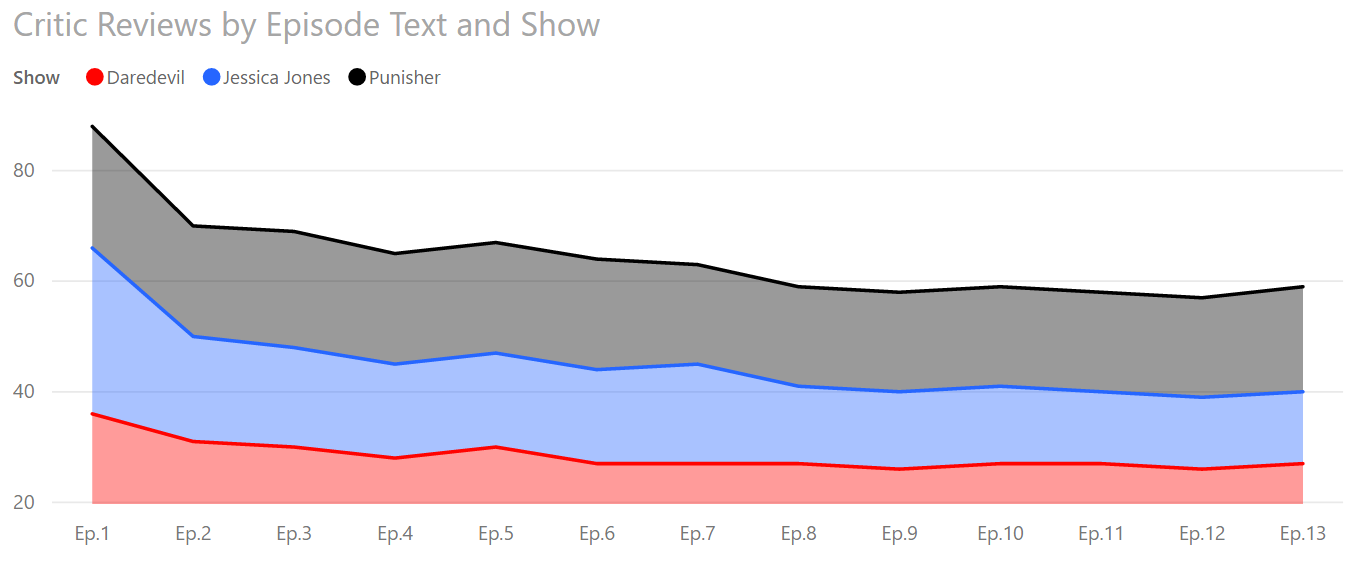 Critic Reviews by Episode Text and Show
Show Daredevil Jessica Jones Punisher
80
60
40
20
Ep.1 Ep.2 Ep.3 Ep.4 Ep.5 Ep.6 Ep.7 Ep.8 Ep.9 Ep.10 Ep.11 Ep.12 Ep.13